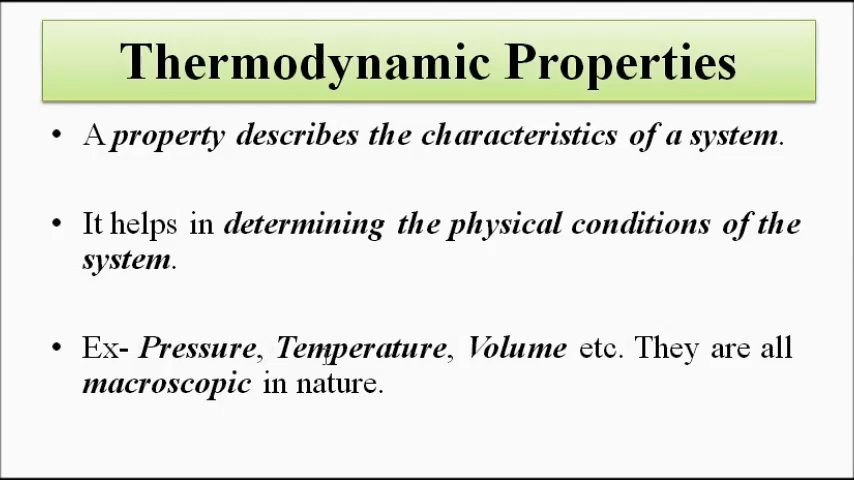 Thermodynamic Properties
• A property describes the characteristics of a system.
• It helps in determining the physical conditions of the
system.
• Ex- Pressure, Temperature, Volume etc. They are all
macroscopic in nature.